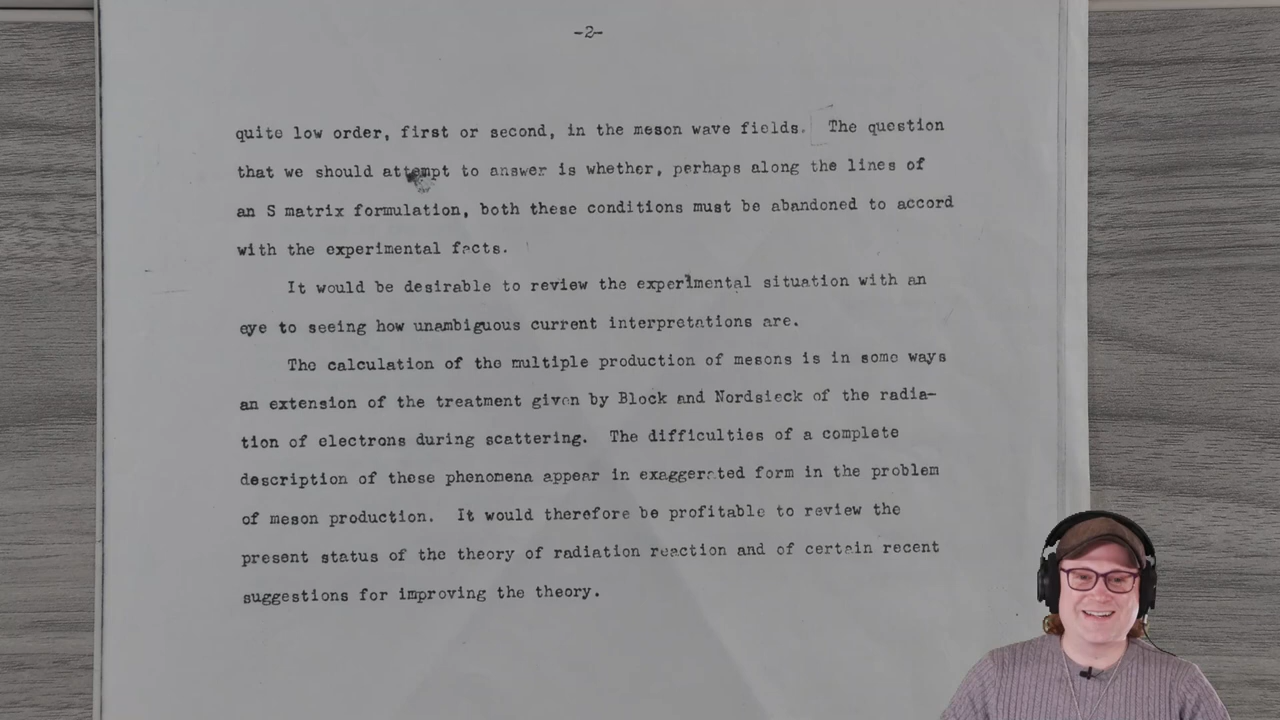 -2-
quite low order, first or second, in the meson wave fields. The question
that we should attempt to answer is whether, perhaps along the lines of
an S matrix formulation, both these conditions must be abandoned to accord
with the experimental facts.
It would be desirable to review the experimental situation with an
eye to seeing how unambiguous current interpretations are.
The calculation of the multiple production of mesons is in some ways
an extension of the treatment given by Block and Nordsieck of the radia-
tion of electrons during scattering. The difficulties of a complete
description of these phenomena appear in exaggerated form in the problem
of meson production. It would therefore be profitable to review the
present status of the theory of radiation reaction and of certain recent
suggestions for improving the theory.